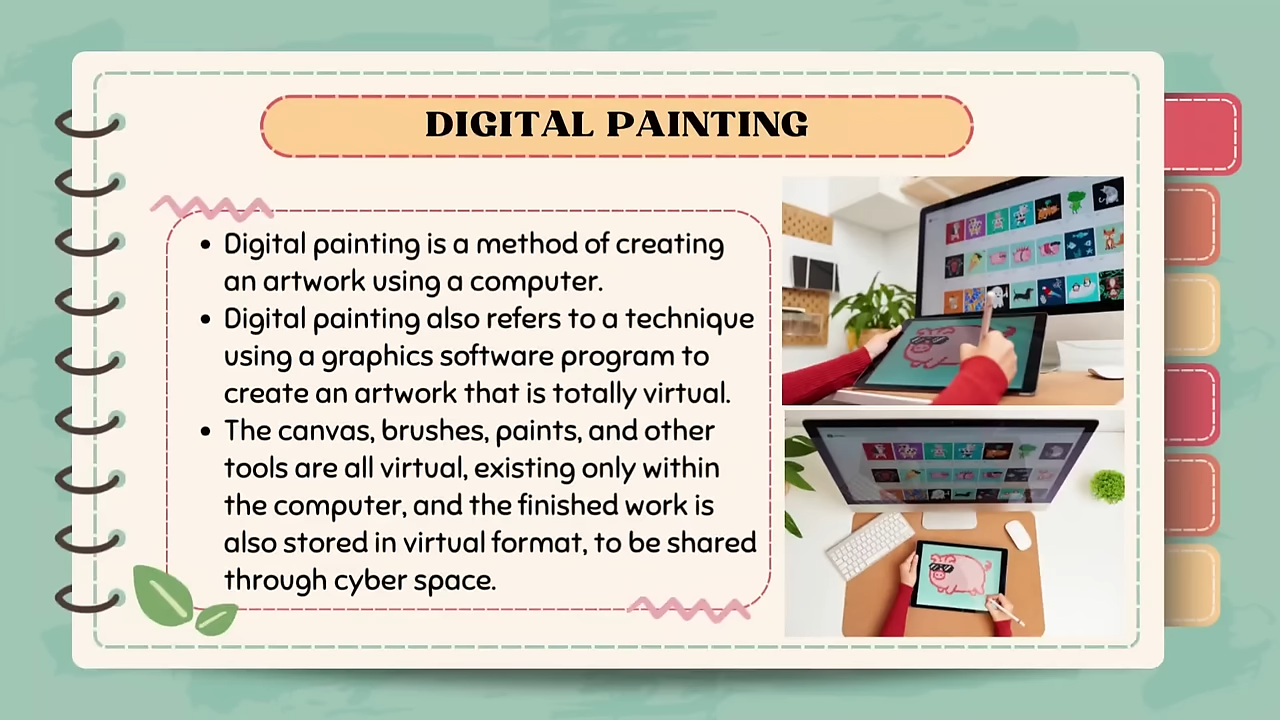 DIGITAL PAINTING
• Digital painting is a method of creating
an artwork using a computer.
• Digital painting also refers to a technique
using a graphics software program to
create an artwork that is totally virtual.
• The canvas, brushes, paints, and other
tools are all virtual, existing only within
the computer, and the finished work is
also stored in virtual format, to be shared
through cyber space.